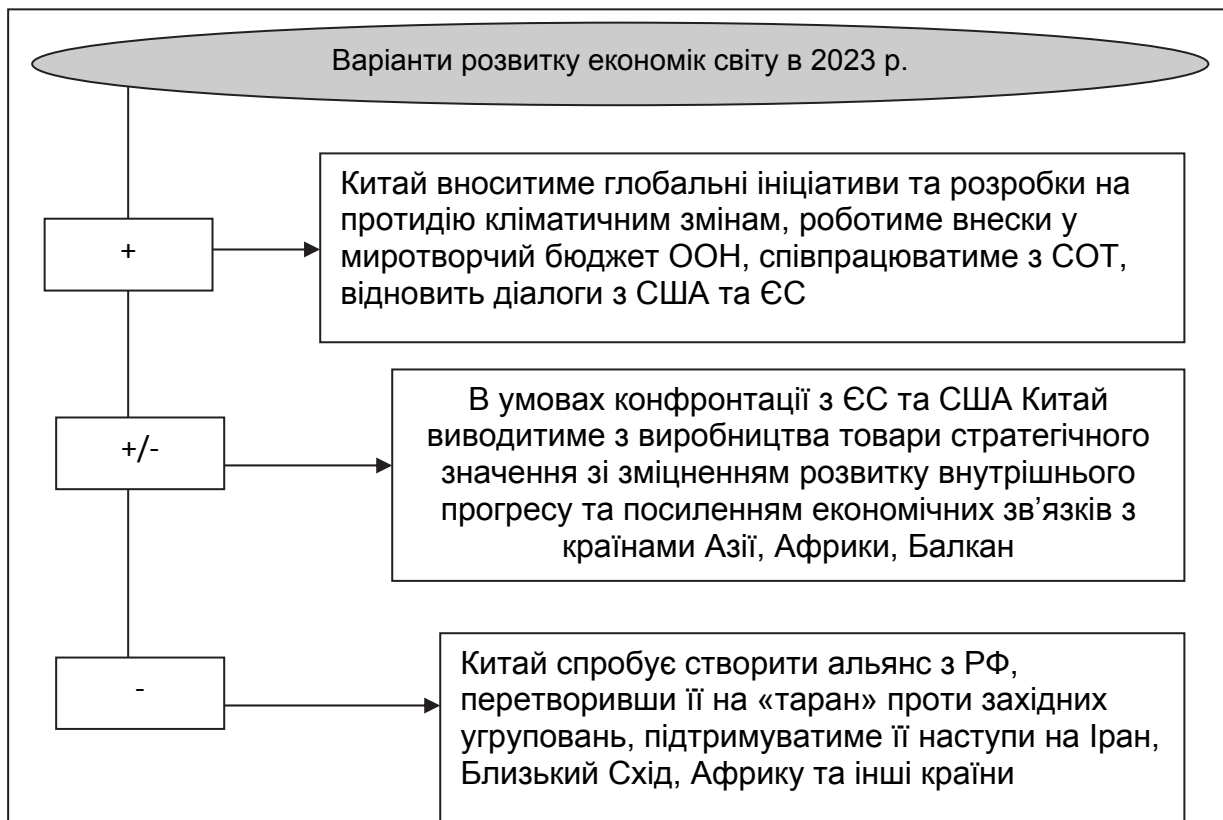 Варіанти розвитку економік світу в 2023 р.
+
Китай вноситиме глобальні ініціативи та розробки на
протидію кліматичним змінам, роботиме внески у
миротворчий бюджет ООН, співпрацюватиме з СОТ,
відновить діалоги з США та ЄС
+/-
В умовах конфронтації з ЄС та США Китай
виводитиме з виробництва товари стратегічного
значення зі зміцненням розвитку внутрішнього
прогресу та посиленням економічних зв’язків з
країнами Азії, Африки, Балкан
-
Китай спробує створити альянс з РФ,
перетворивши її на «таран» проти західних
угруповань, підтримуватиме її наступи на Іран,
Близький Схід, Африку та інші країни